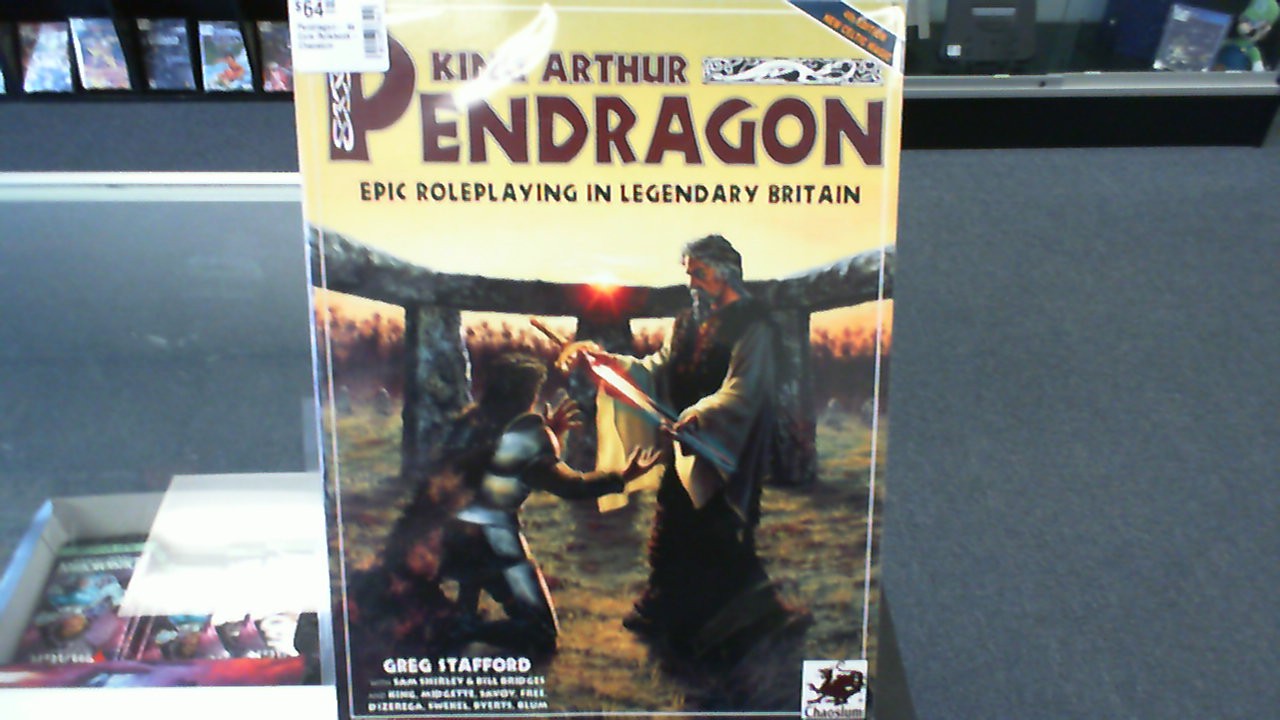 $64
KING ARTHUR
PENDRAGON
EPIC ROLEPLAYING IN LEGENDARY BRITAIN
GREG STAFFORD
WITH SAM SHIRLEY & BILL BRIDGES
AND KING, MIDGETTE, SAVOY, FREE,
DIZEREGA, SWEKEL, BYERTS, BLUM
Chaosium